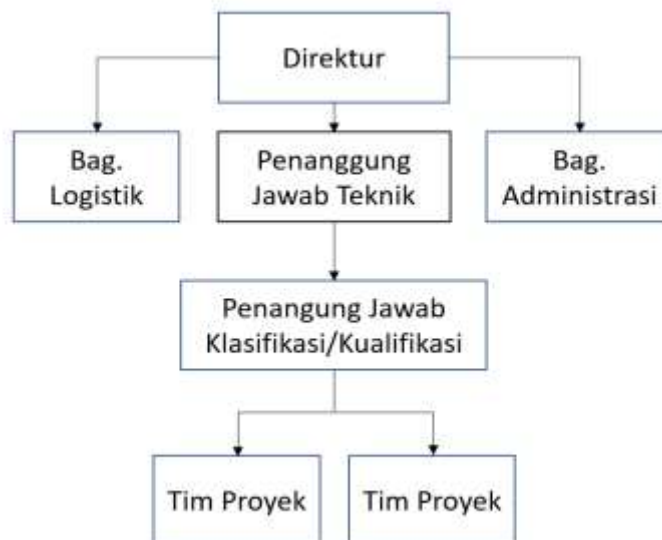 Direktur
Bag.
Logistik
Penanggung
Jawab Teknik
Bag.
Administrasi
Penangung Jawab
Klasifikasi/Kualifikasi
Tim Proyek
Tim Proyek